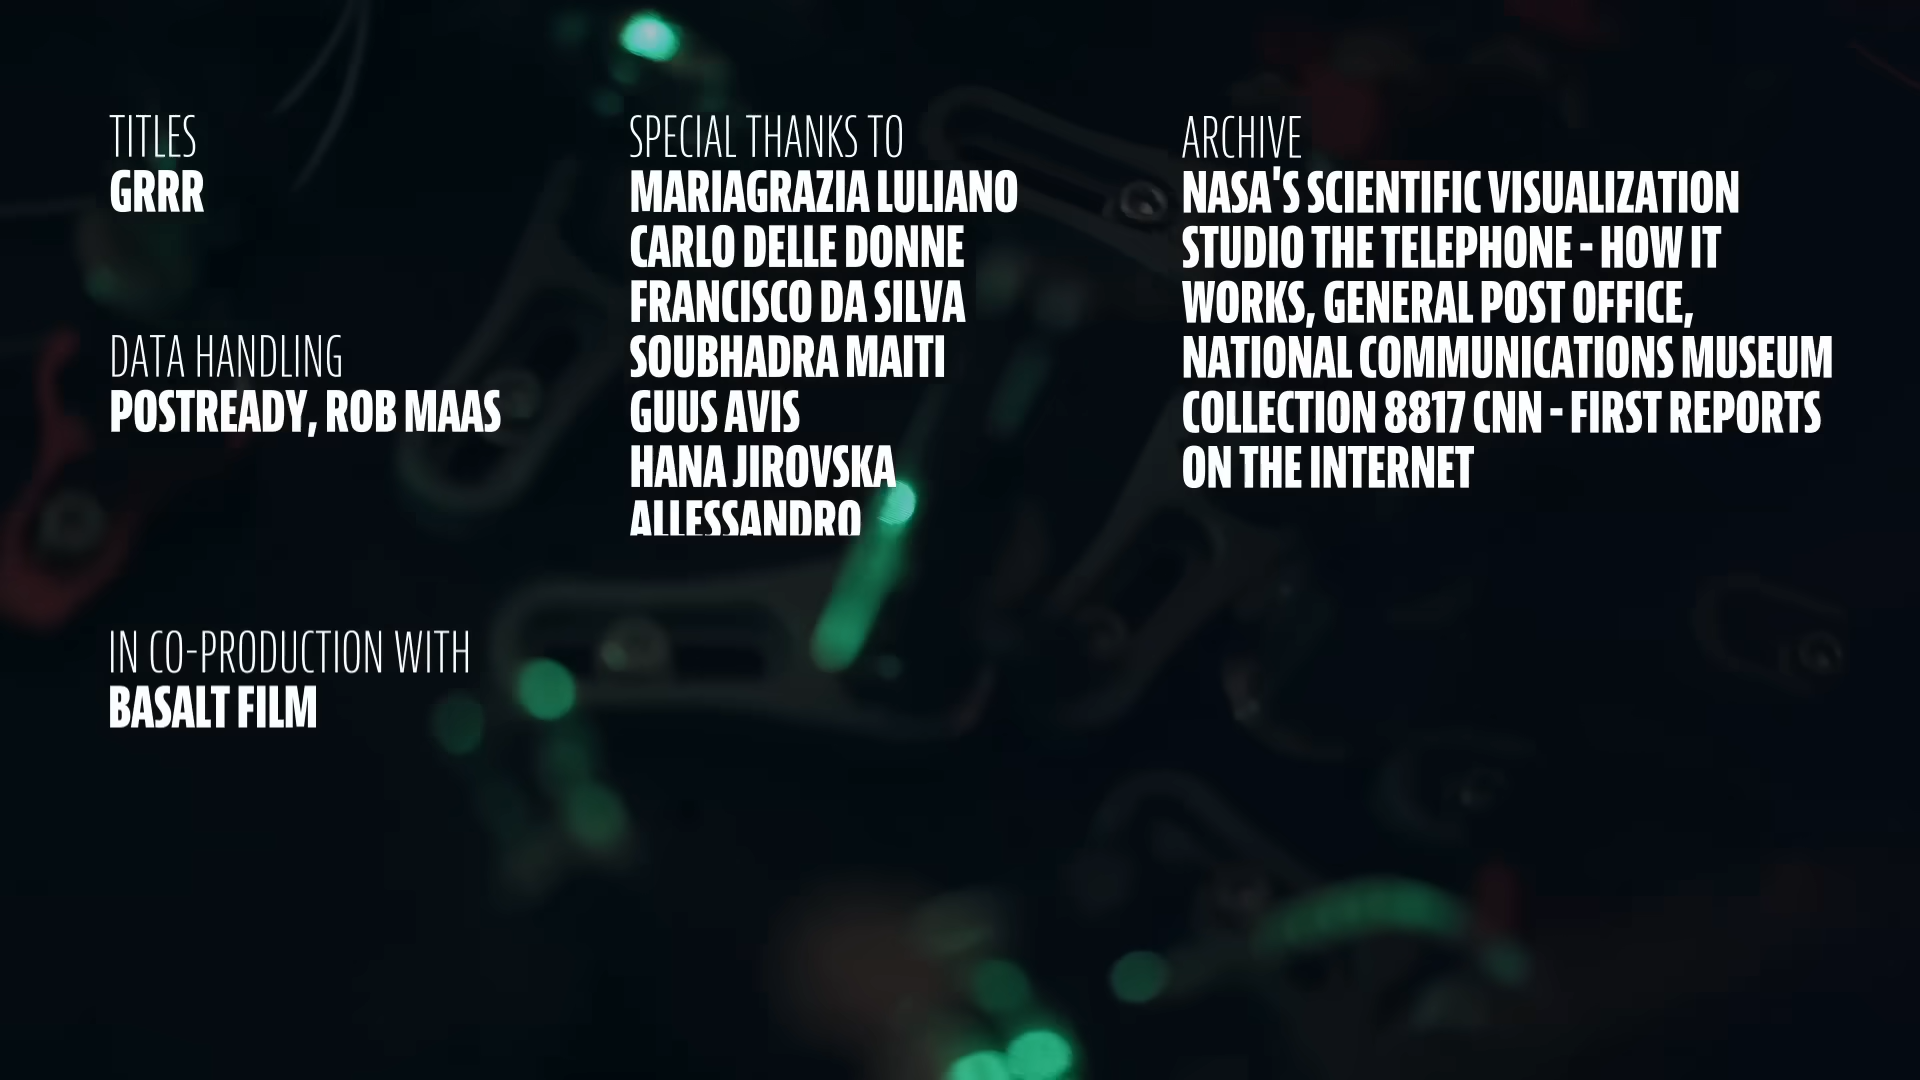 TITLES
GRRR
DATA HANDLING
POSTREADY, ROB MAAS
IN CO-PRODUCTION WITH
BASALT FILM
SPECIAL THANKS TO
MARIAGRAZIA LULIANO
CARLO DELLE DONNE
FRANCISCO DA SILVA
SOUBHADRA MAITI
GUUS AVIS
HANA JIROVSKA
ALLESSANDRO
ARCHIVE
NASA'S SCIENTIFIC VISUALIZATION
STUDIO THE TELEPHONE - HOW IT
WORKS, GENERAL POST OFFICE,
NATIONAL COMMUNICATIONS MUSEUM
COLLECTION 8817 CNN - FIRST REPORTS
ON THE INTERNET